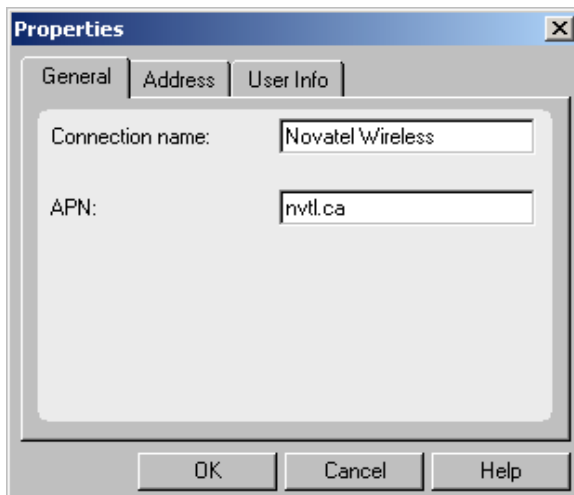 Properties
General Address User Info
Connection name: Novatel Wireless
APN: nvtl.ca
OK Cancel Help